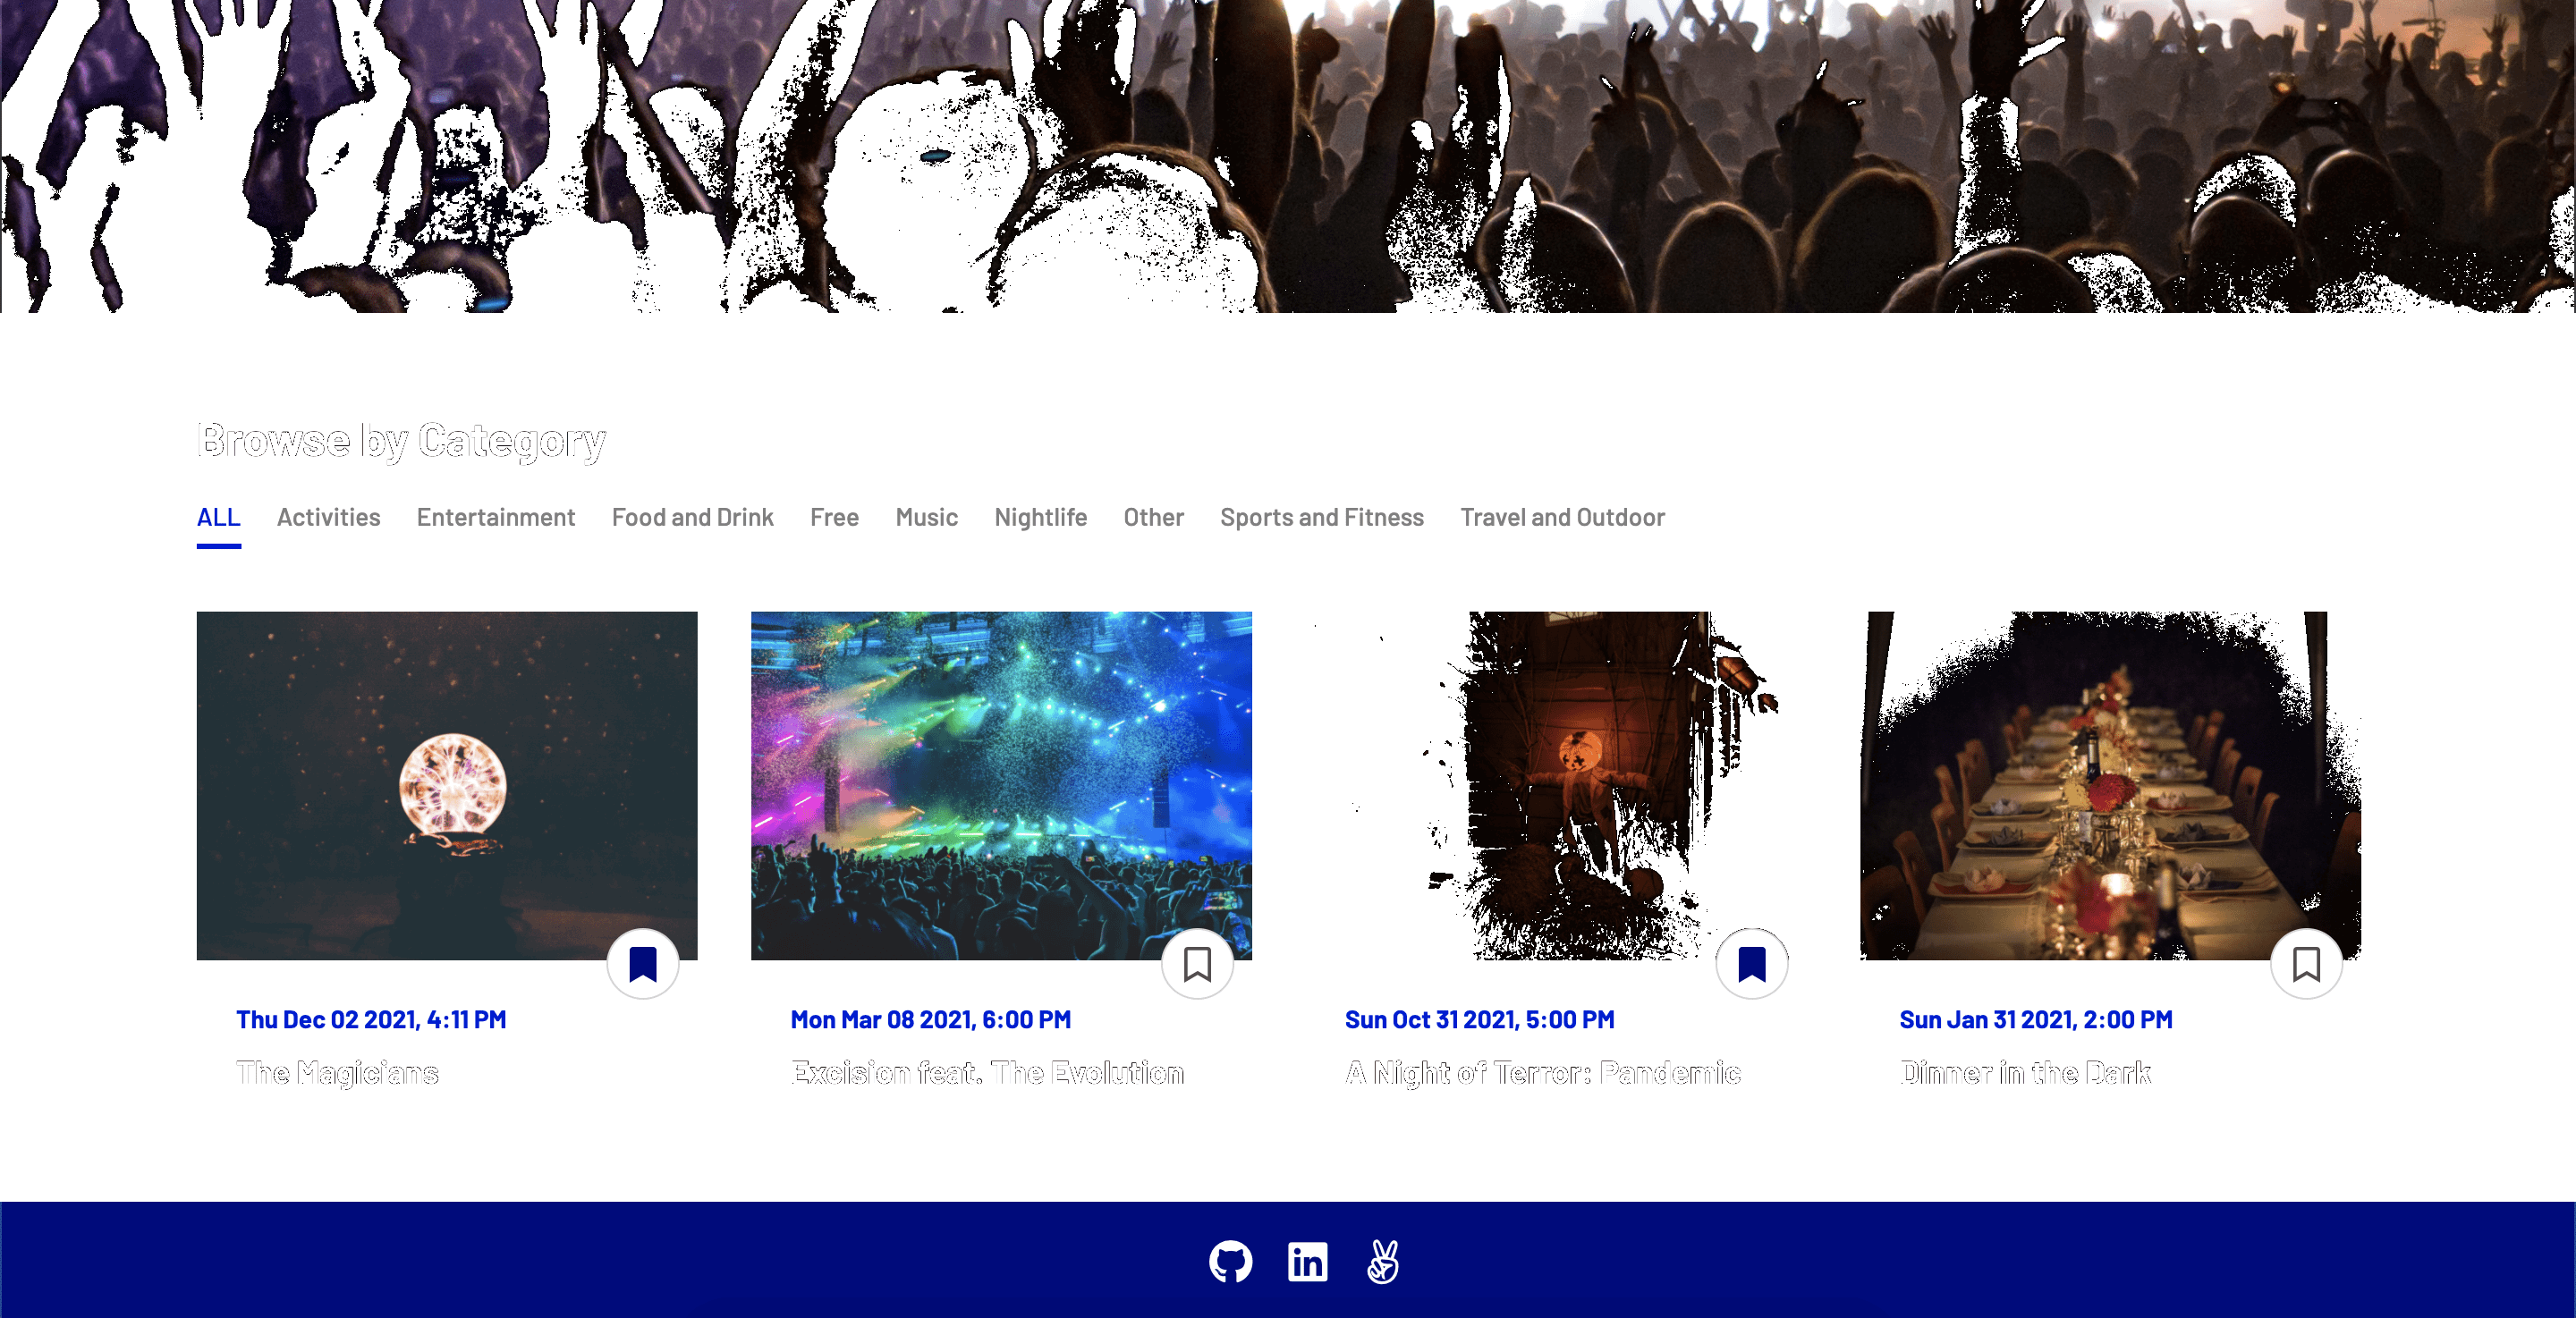 Browse by Category
ALL Activities Entertainment Food and Drink Free Music Nightlife Other Sports and Fitness Travel and Outdoor
Thu Dec 02 2021, 4:11 PM
The Magicians
Mon Mar 08 2021, 6:00 PM
Excision feat. The Evolution
Sun Oct 31 2021, 5:00 PM
A Night of Terror: Pandemic
Sun Jan 31 2021, 2:00 PM
Dinner in the Dark
in